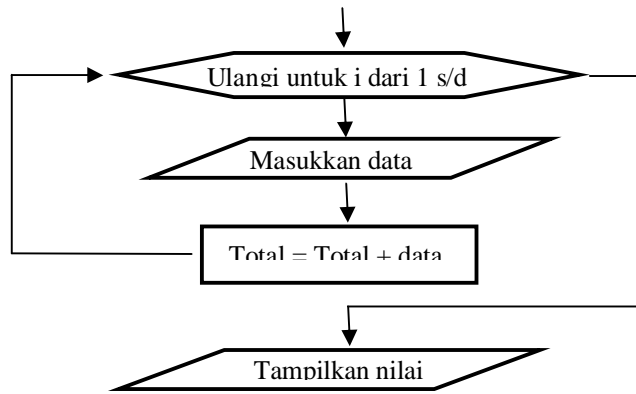 Ulangi untuk i dari 1 s/d
Masukkan data
Total = Total + data
Tampilkan nilai